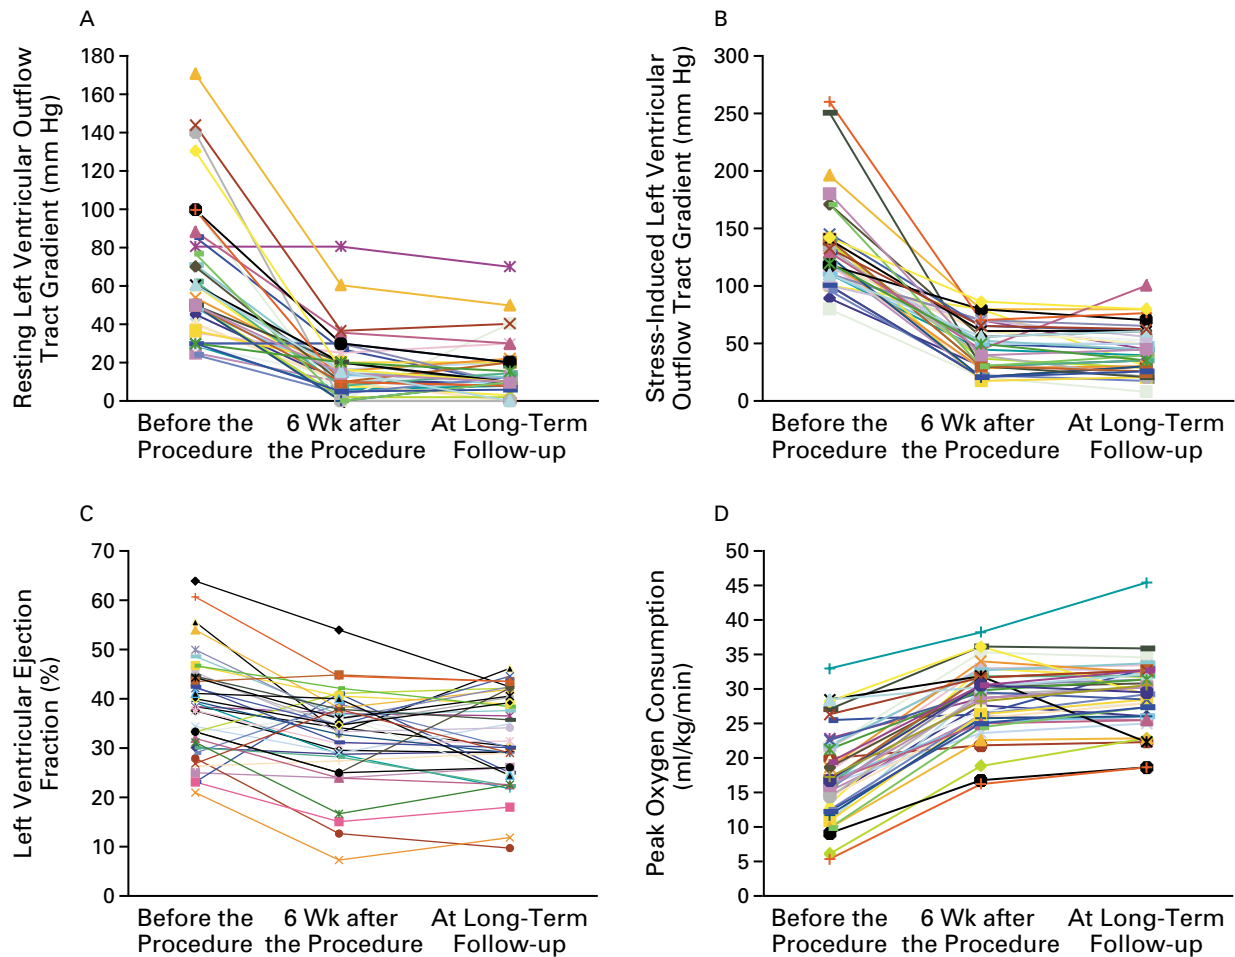 A
Resting Left Ventricular Outflow
Tract Gradient (mm Hg)
180
160
140
120
100
80
60
40
20
0
Before the
Procedure
6 Wk after
the Procedure
At Long-Term
Follow-up
B
Stress-Induced Left Ventricular
Outflow Tract Gradient (mm Hg)
300
250
200
150
100
50
0
Before the
Procedure
6 Wk after
the Procedure
At Long-Term
Follow-up
C
Left Ventricular Ejection
Fraction (%)
70
60
50
40
30
20
10
0
Before the
Procedure
6 Wk after
the Procedure
At Long-Term
Follow-up
D
Peak Oxygen Consumption
(ml/kg/min)
50
45
40
35
30
25
20
15
10
5
0
Before the
Procedure
6 Wk after
the Procedure
At Long-Term
Follow-up